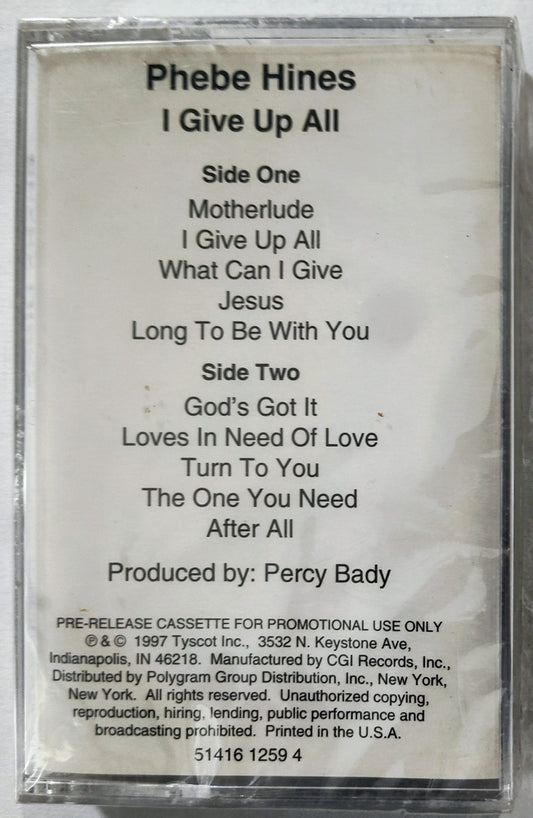 Phebe Hines
I Give Up All
Side One
Motherlude
I Give Up All
What Can I Give
Jesus
Long To Be With You
Side Two
God's Got It
Loves In Need Of Love
Turn To You
The One You Need
After All
Produced by: Percy Bady
PRE-RELEASE CASSETTE FOR PROMOTIONAL USE ONLY
℗ & © 1997 Tyscot Inc., 3532 N. Keystone Ave,
Indianapolis, IN 46218. Manufactured by CGI Records, Inc.,
Distributed by Polygram Group Distribution, Inc., New York,
New York. All rights reserved. Unauthorized copying,
reproduction, hiring, lending, public performance and
broadcasting prohibited. Printed in the U.S.A.
51416 1259 4